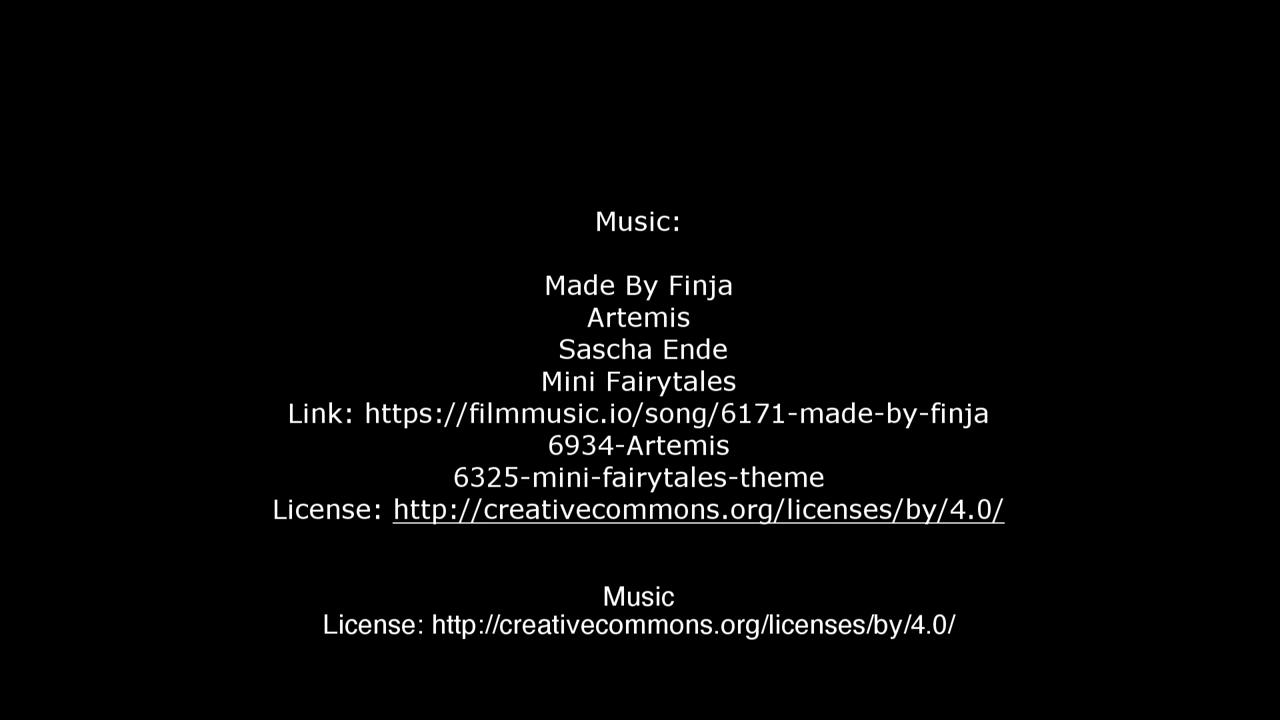 Music:
Made By Finja
Artemis
Sascha Ende
Mini Fairytales
Link: https://filmmusic.io/song/6171-made-by-finja
6934-Artemis
6325-mini-fairytales-theme
License: http://creativecommons.org/licenses/by/4.0/
Music
License: http://creativecommons.org/licenses/by/4.0/